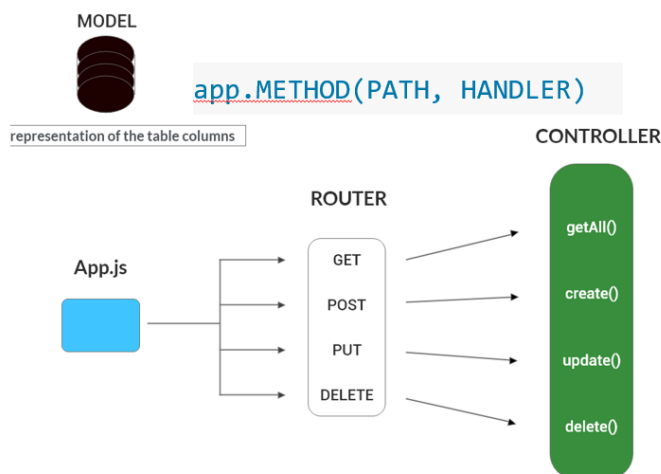 MODEL
app.METHOD(PATH, HANDLER)
representation of the table columns
CONTROLLER
ROUTER
App.js
GET
POST
PUT
DELETE
getAll()
create()
update()
delete()